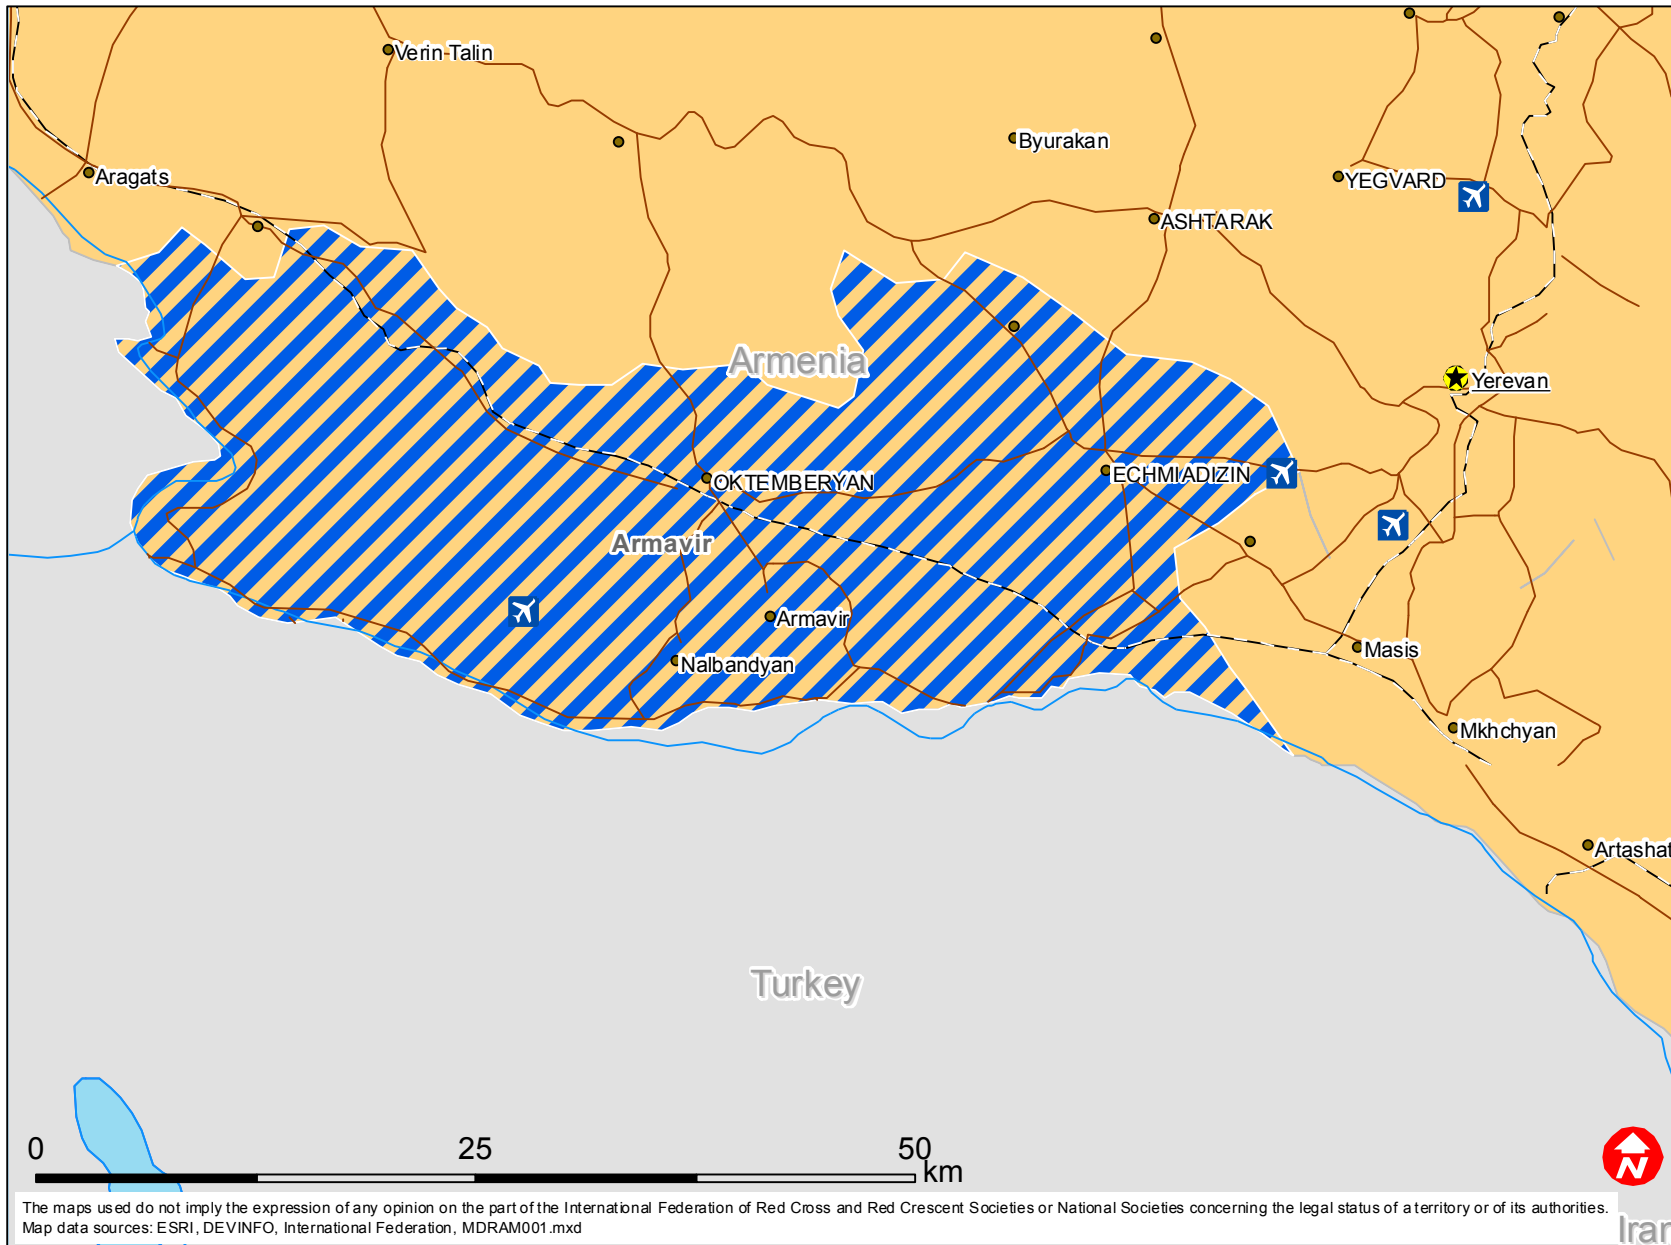 Verin Talin
Byurakan
Aragats
YEGVARD
ASHTARAK
Armenia
Yerevan
OKTEMBERYAN
ECHMIADIZIN
Armavir
Armavir
Nalbandyan
Masis
Mkhchyan
Artashat
Turkey
0 25 50 km
N
The maps used do not imply the expression of any opinion on the part of the International Federation of Red Cross and Red Crescent Societies or National Societies concerning the legal status of a territory or of its authorities.
Map data sources: ESRI, DEVINFO, International Federation, MDRAM001.mxd
Iran